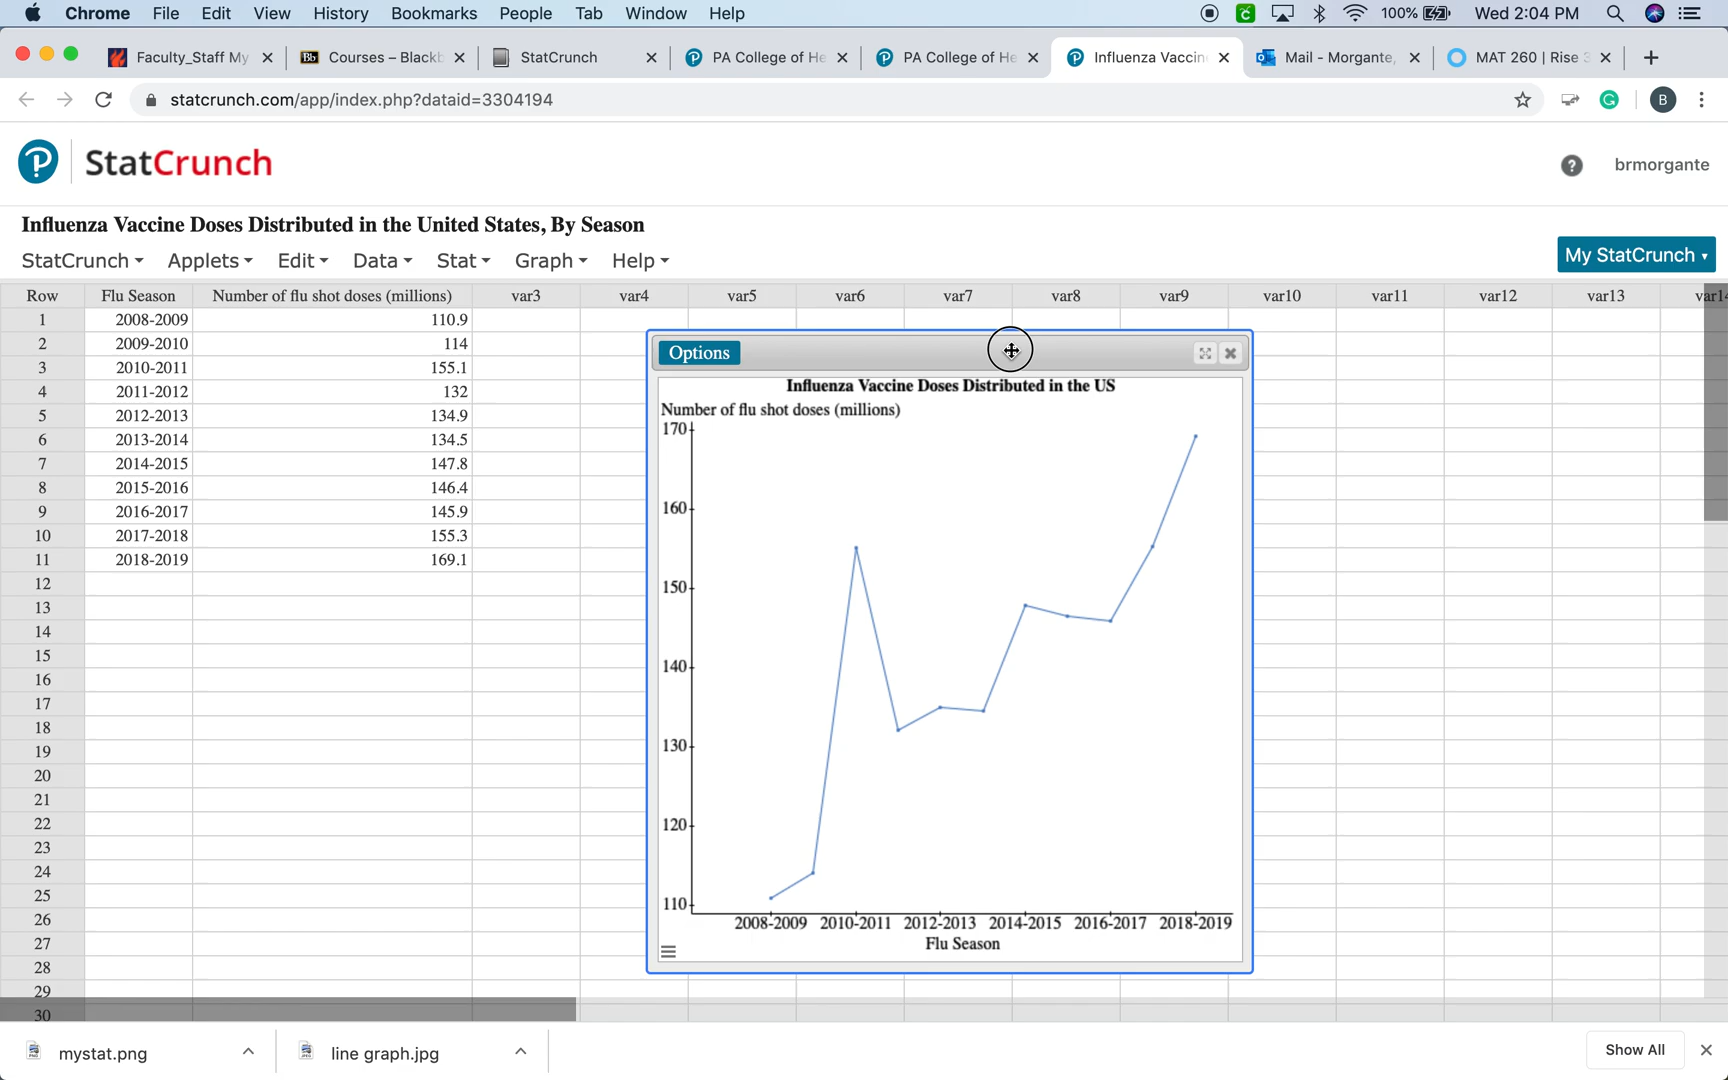 Chrome File Edit View History Bookmarks People Tab Window Help 100% Wed 2:04 PM
Faculty_Staff My Bb Courses – Blackb StatCrunch PA College of He PA College of He Influenza Vaccin Mail - Morgante, MAT 260 | Rise 3
statcrunch.com/app/index.php?dataid=3304194 B
P StatCrunch ? brmorgante
Influenza Vaccine Doses Distributed in the United States, By Season
StatCrunch Applets Edit Data Stat Graph Help My StatCrunch
Row Flu Season Number of flu shot doses (millions) var3 var4 var5 var6 var7 var8 var9 var10 var11 var12 var13 var14
1 2008-2009 110.9
2 2009-2010 114
3 2010-2011 155.1
4 2011-2012 132
5 2012-2013 134.9
6 2013-2014 134.5
7 2014-2015 147.8
8 2015-2016 146.4
9 2016-2017 145.9
10 2017-2018 155.3
11 2018-2019 169.1
12
13
14
15
16
17
18
19
20
21
22
23
24
25
26
27
28
29
30
Options
Influenza Vaccine Doses Distributed in the US
Number of flu shot doses (millions)
170
160
150
140
130
120
110
2008-2009 2010-2011 2012-2013 2014-2015 2016-2017 2018-2019
Flu Season
mystat.png line graph.jpg Show All